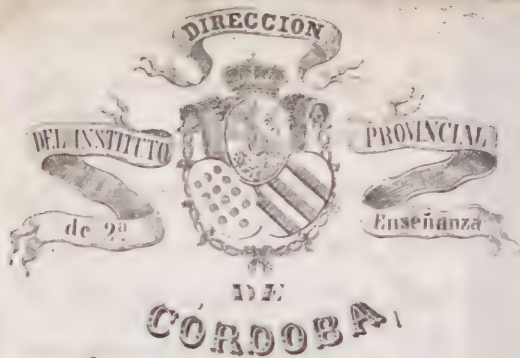 DIRECCION
DEL INSTITUTO PROVINCIAL
de 2ª Enseñanza
DE
CÓRDOBA